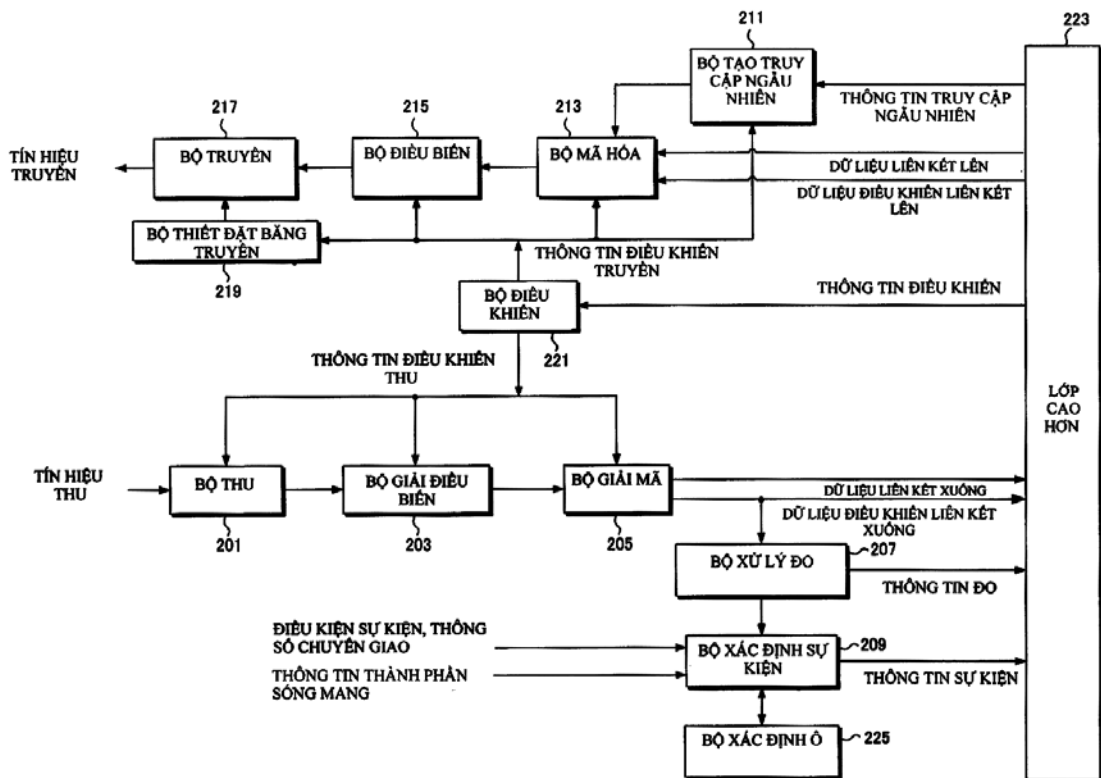 211
223
BỘ TẠO TRUY
CẬP NGẪU
NHIÊN
THÔNG TIN TRUY CẬP
NGẪU NHIÊN
217
215
213
TÍN HIỆU
TRUYỀN
BỘ TRUYỀN
BỘ ĐIỀU BIẾN
BỘ MÃ HÓA
DỮ LIỆU LIÊN KẾT LÊN
DỮ LIỆU ĐIỀU KHIỂN LIÊN KẾT
LÊN
BỘ THIẾT ĐẶT BĂNG
TRUYỀN
219
THÔNG TIN ĐIỀU KHIỂN
TRUYỀN
BỘ ĐIỀU
KHIỂN
221
THÔNG TIN ĐIỀU KHIỂN
THÔNG TIN ĐIỀU KHIỂN
THU
LỚP
CAO
HƠN
TÍN HIỆU
THU
BỘ THU
BỘ GIẢI ĐIỀU
BIẾN
BỘ GIẢI MÃ
201
203
205
DỮ LIỆU LIÊN KẾT XUỐNG
DỮ LIỆU ĐIỀU KHIỂN LIÊN KẾT
XUỐNG
207
BỘ XỬ LÝ ĐO
THÔNG TIN ĐO
ĐIỀU KIỆN SỰ KIỆN, THÔNG
SỐ CHUYỂN GIAO
THÔNG TIN THÀNH PHẦN
SÓNG MANG
BỘ XÁC ĐỊNH SỰ
KIỆN
209
THÔNG TIN SỰ KIỆN
BỘ XÁC ĐỊNH Ô
225